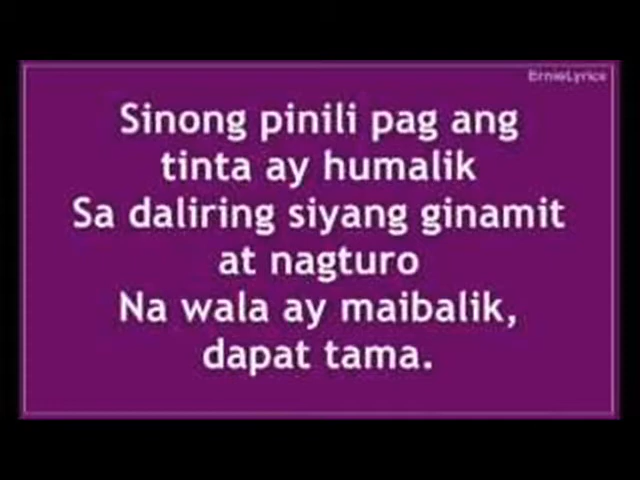 ErnieLyrics
Sinong pinili pag ang
tinta ay humalik
Sa daliring siyang ginamit
at nagturo
Na wala ay maibalik,
dapat tama.